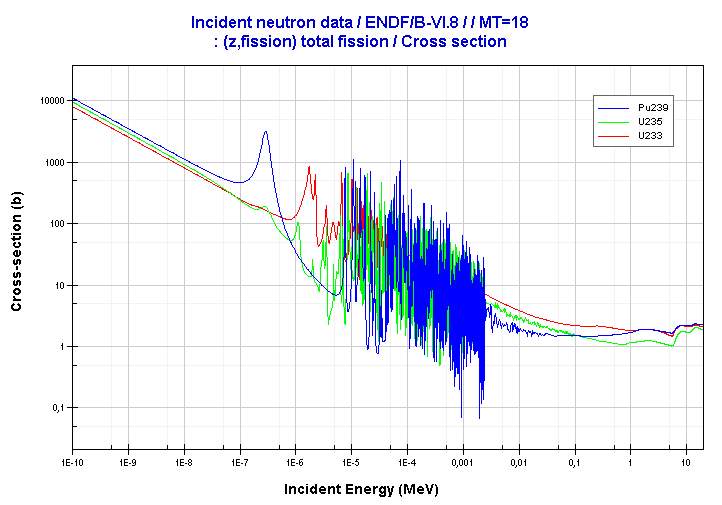 Incident neutron data / ENDF/B-VI.8 / / MT=18
: (z,fission) total fission / Cross section
Pu239
U235
U233
Cross-section (b)
10000
1000
100
10
1
0,1
1E-10 1E-9 1E-8 1E-7 1E-6 1E-5 1E-4 0,001 0,01 0,1 1 10
Incident Energy (MeV)